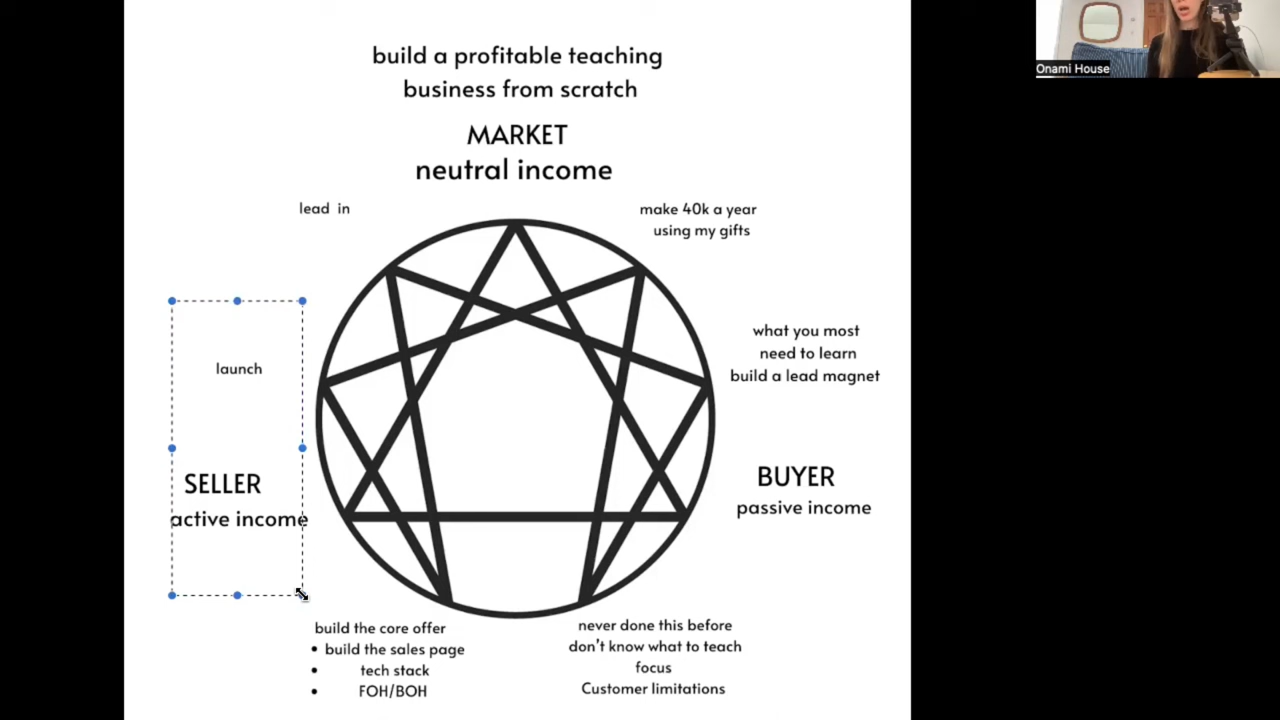 build a profitable teaching
business from scratch
MARKET
neutral income
lead in
make 40k a year
using my gifts
what you most
need to learn
build a lead magnet
launch
SELLER
active income
BUYER
passive income
build the core offer
• build the sales page
• tech stack
• FOH/BOH
never done this before
don't know what to teach
focus
Customer limitations
Onami House